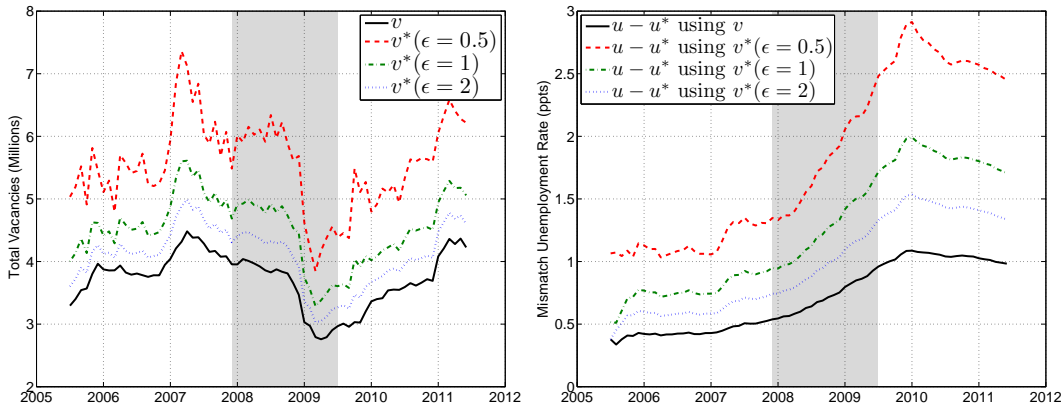 8
7
6
5
4
3
2
Total Vacancies (Millions)
v
v*(ϵ = 0.5)
v*(ϵ = 1)
v*(ϵ = 2)
2005 2006 2007 2008 2009 2010 2011 2012
3
2.5
2
1.5
1
0.5
0
Mismatch Unemployment Rate (ppts)
u − u* using v
u − u* using v*(ϵ = 0.5)
u − u* using v*(ϵ = 1)
u − u* using v*(ϵ = 2)
2005 2006 2007 2008 2009 2010 2011 2012